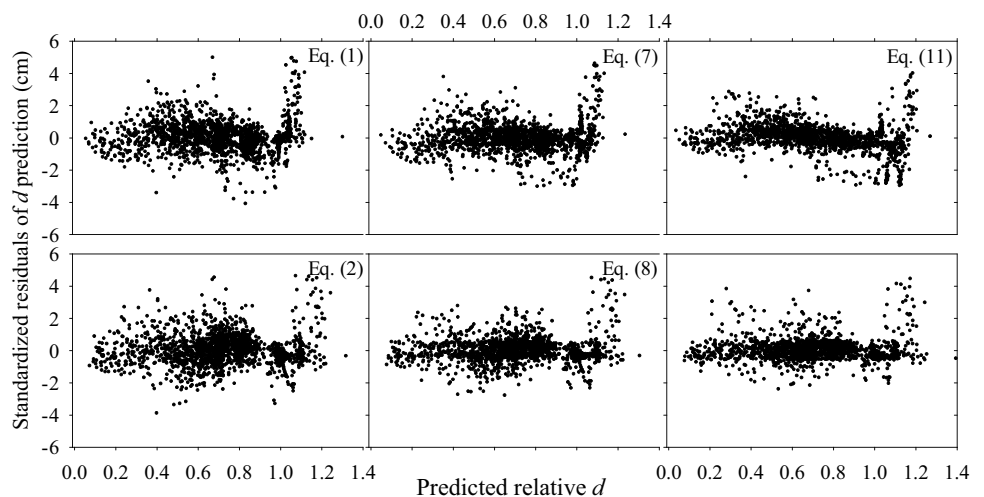 0.0 0.2 0.4 0.6 0.8 1.0 1.2 1.4
Standardized residuals of d prediction (cm)
6
4
2
0
-2
-4
-6
Eq. (1)
Eq. (7)
Eq. (11)
6
4
2
0
-2
-4
-6
Eq. (2)
Eq. (8)
0.0 0.2 0.4 0.6 0.8 1.0 1.2 1.4
0.2 0.4 0.6 0.8 1.0 1.2 1.4
Predicted relative d